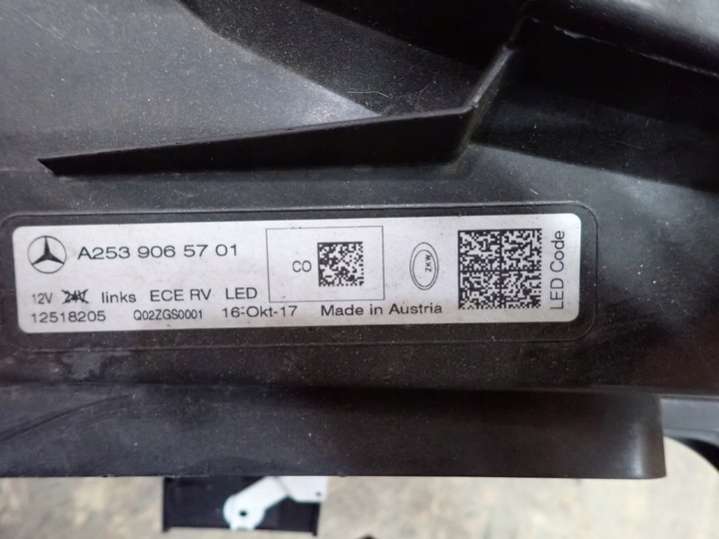 A253 906 57 01
CO
ZKW
LED Code
12V 24V links ECE RV LED
12518205 Q02ZGS0001 16-Okt-17 Made in Austria